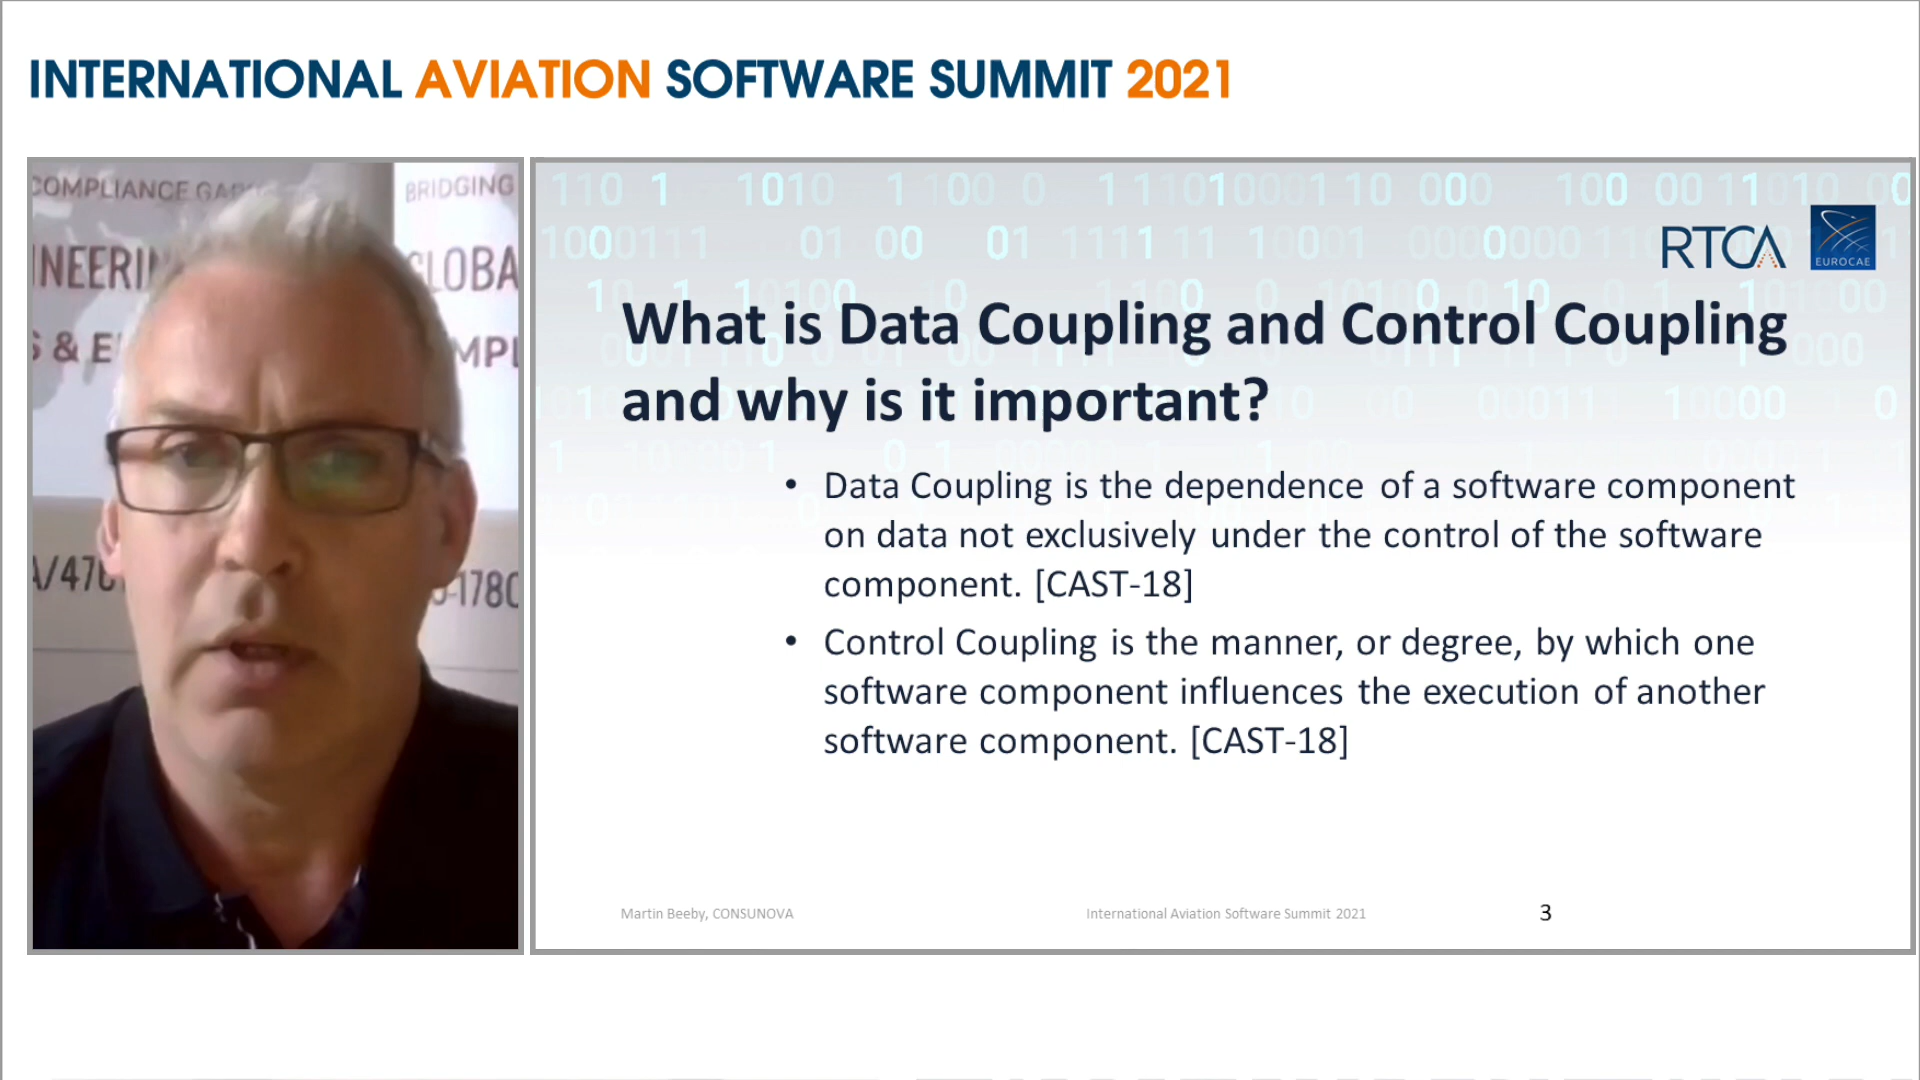 INTERNATIONAL AVIATION SOFTWARE SUMMIT 2021
COMPLIANCE
BRIDGING
& E
RTCA
EUROCAE
What is Data Coupling and Control Coupling
and why is it important?
• Data Coupling is the dependence of a software component
on data not exclusively under the control of the software
component. [CAST-18]
• Control Coupling is the manner, or degree, by which one
software component influences the execution of another
software component. [CAST-18]
Martin Beeby, CONSUNOVA
International Aviation Software Summit 2021
3